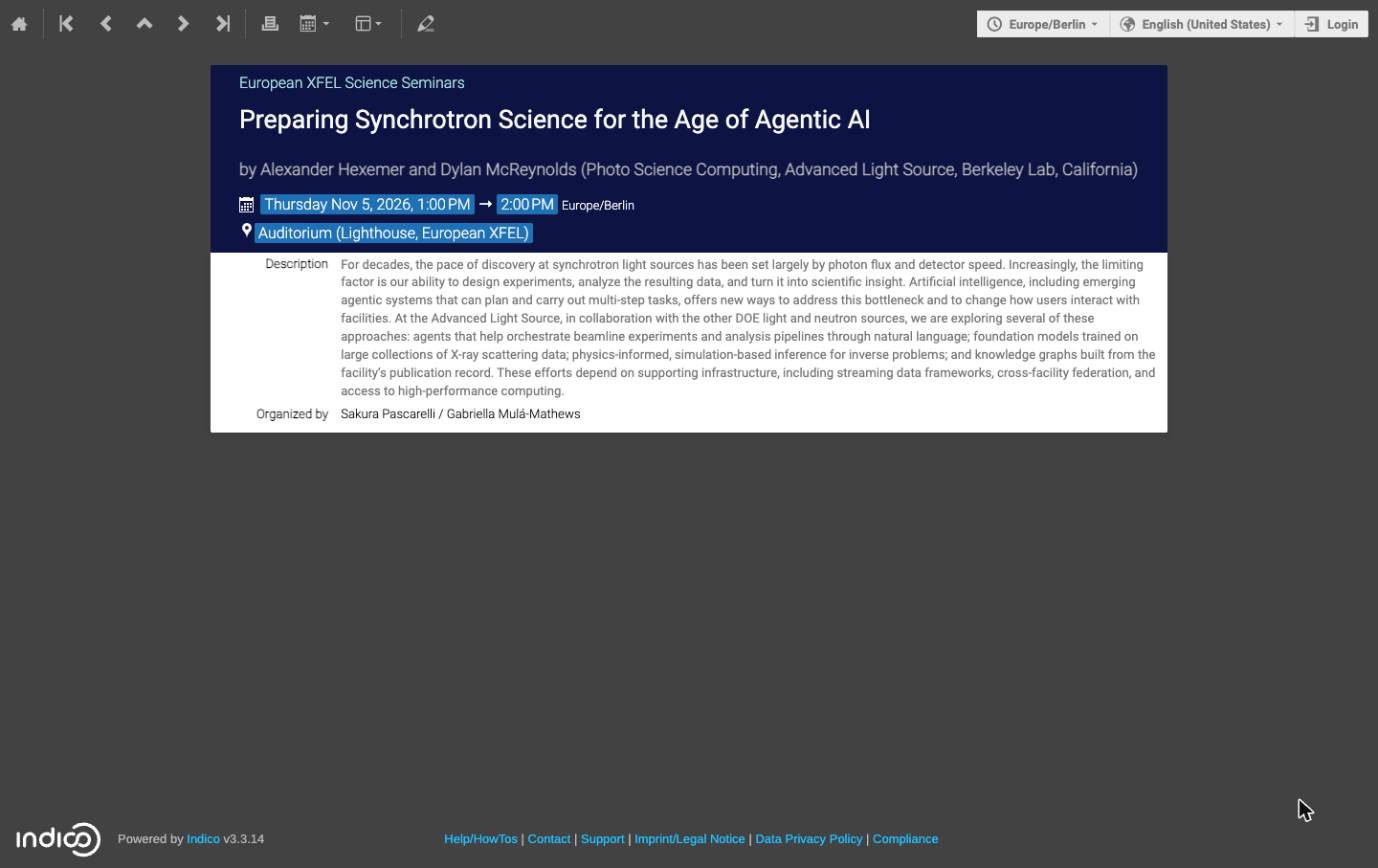 Europe/Berlin
English (United States)
Login
European XFEL Science Seminars
Preparing Synchrotron Science for the Age of Agentic AI
by Alexander Hexemer and Dylan McReynolds (Photo Science Computing, Advanced Light Source, Berkeley Lab, California)
Thursday Nov 5, 2026, 1:00 PM → 2:00 PM Europe/Berlin
Auditorium (Lighthouse, European XFEL)
Description For decades, the pace of discovery at synchrotron light sources has been set largely by photon flux and detector speed. Increasingly, the limiting
factor is our ability to design experiments, analyze the resulting data, and turn it into scientific insight. Artificial intelligence, including emerging
agentic systems that can plan and carry out multi-step tasks, offers new ways to address this bottleneck and to change how users interact with
facilities. At the Advanced Light Source, in collaboration with the other DOE light and neutron sources, we are exploring several of these
approaches: agents that help orchestrate beamline experiments and analysis pipelines through natural language; foundation models trained on
large collections of X-ray scattering data; physics-informed, simulation-based inference for inverse problems; and knowledge graphs built from the
facility's publication record. These efforts depend on supporting infrastructure, including streaming data frameworks, cross-facility federation, and
access to high-performance computing.
Organized by Sakura Pascarelli / Gabriella Mulá-Mathews
indico Powered by Indico v3.3.14
Help/HowTos | Contact | Support | Imprint/Legal Notice | Data Privacy Policy | Compliance